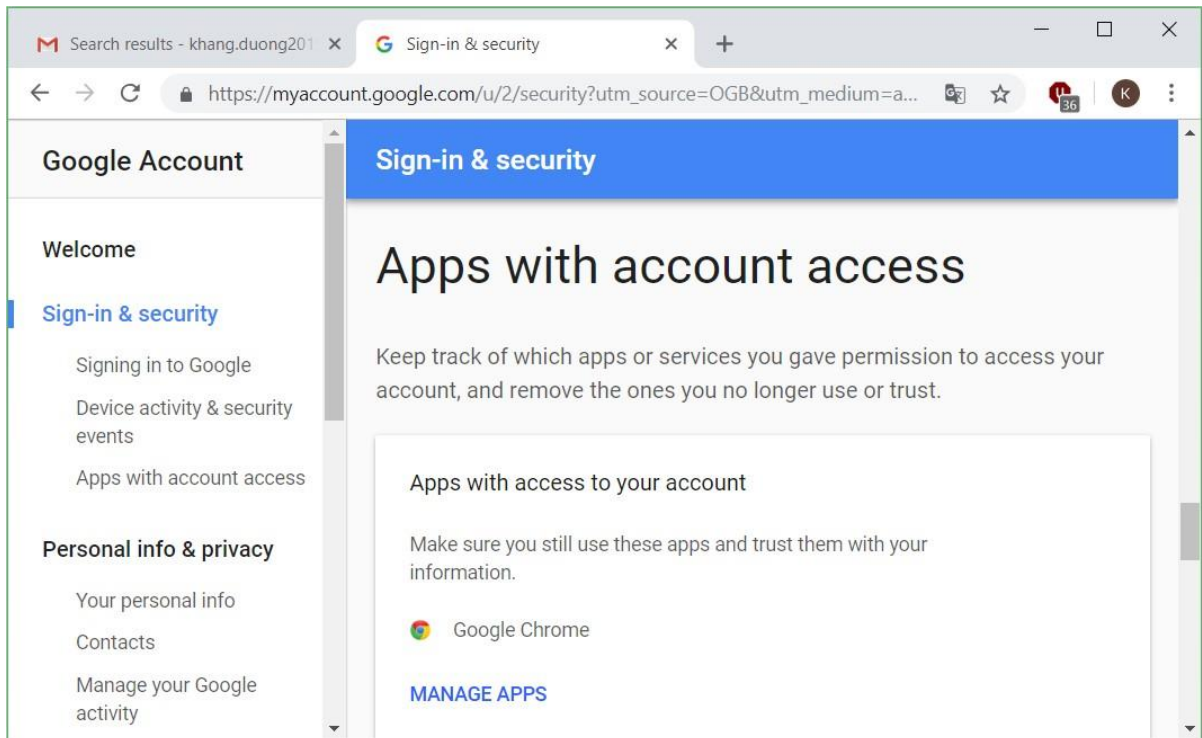 Search results - khang.duong201
Sign-in & security
https://myaccount.google.com/u/2/security?utm_source=OGB&utm_medium=a...
36
K
Google Account
Welcome
Sign-in & security
Signing in to Google
Device activity & security
events
Apps with account access
Personal info & privacy
Your personal info
Contacts
Manage your Google
activity
Sign-in & security
Apps with account access
Keep track of which apps or services you gave permission to access your
account, and remove the ones you no longer use or trust.
Apps with access to your account
Make sure you still use these apps and trust them with your
information.
Google Chrome
MANAGE APPS